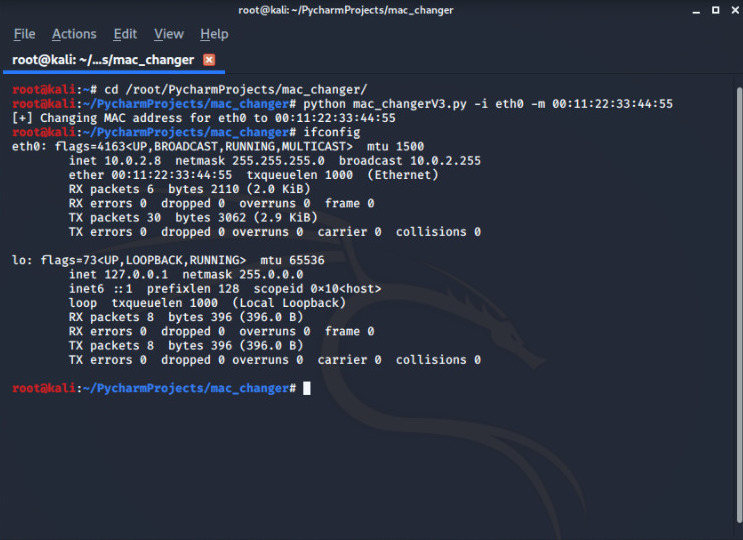 root@kali: ~/PycharmProjects/mac_changer
File Actions Edit View Help
root@kali: ~/...s/mac_changer
root@kali:~# cd /root/PycharmProjects/mac_changer/
root@kali:~/PycharmProjects/mac_changer# python mac_changerV3.py -i eth0 -m 00:11:22:33:44:55
[+] Changing MAC address for eth0 to 00:11:22:33:44:55
root@kali:~/PycharmProjects/mac_changer# ifconfig
eth0: flags=4163<UP,BROADCAST,RUNNING,MULTICAST>  mtu 1500
        inet 10.0.2.8  netmask 255.255.255.0  broadcast 10.0.2.255
        ether 00:11:22:33:44:55  txqueuelen 1000  (Ethernet)
        RX packets 6  bytes 2110 (2.0 KiB)
        RX errors 0  dropped 0  overruns 0  frame 0
        TX packets 30  bytes 3062 (2.9 KiB)
        TX errors 0  dropped 0 overruns 0  carrier 0  collisions 0

lo: flags=73<UP,LOOPBACK,RUNNING>  mtu 65536
        inet 127.0.0.1  netmask 255.0.0.0
        inet6 ::1  prefixlen 128  scopeid 0×10<host>
        loop  txqueuelen 1000  (Local Loopback)
        RX packets 8  bytes 396 (396.0 B)
        RX errors 0  dropped 0  overruns 0  frame 0
        TX packets 8  bytes 396 (396.0 B)
        TX errors 0  dropped 0 overruns 0  carrier 0  collisions 0

root@kali:~/PycharmProjects/mac_changer#